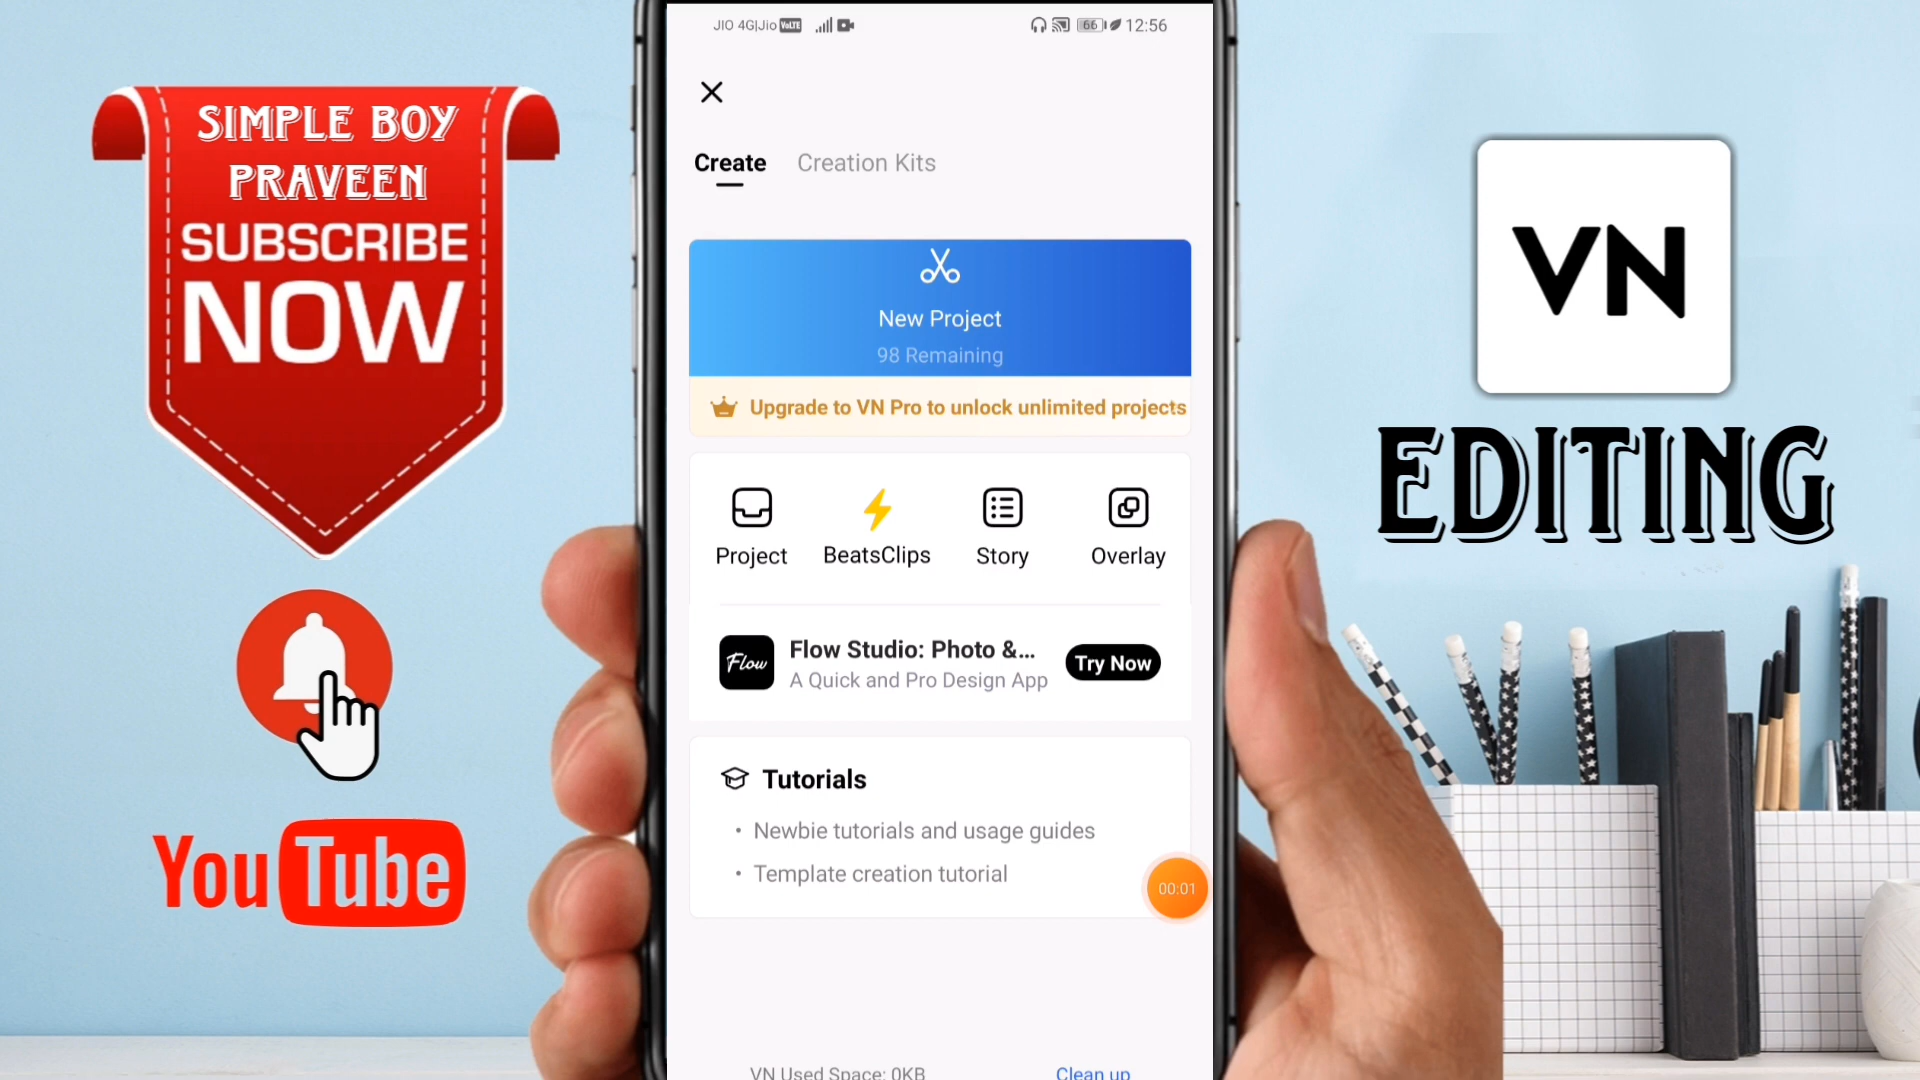 SIMPLE BOY
PRAVEEN
SUBSCRIBE
NOW
YouTube
JIO 4G|Jio VoLTE
66
12:56
Create
Creation Kits
New Project
98 Remaining
Upgrade to VN Pro to unlock unlimited projects
Project
BeatsClips
Story
Overlay
Flow
Flow Studio: Photo &...
A Quick and Pro Design App
Try Now
Tutorials
• Newbie tutorials and usage guides
• Template creation tutorial
00:01
VN Used Space: 0KB
Clean up
VN
EDITING